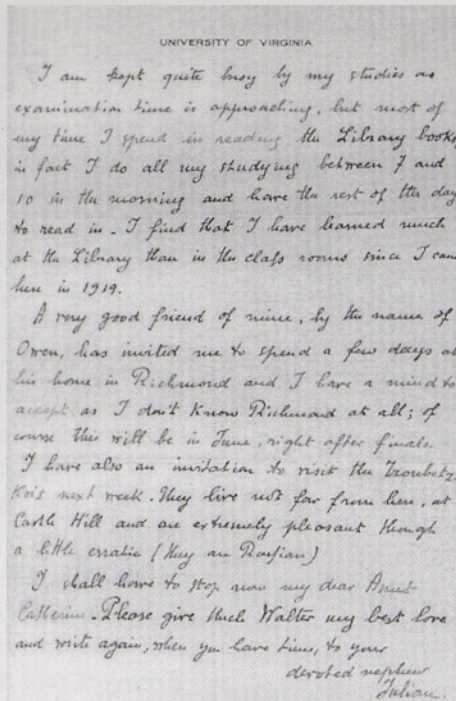 UNIVERSITY OF VIRGINIA
I am kept quite busy by my studies as
examination time is approaching, but most of
my time I spend in reading the Library books,
in fact I do all my studying between 7 and
10 in the morning and have the rest of the day
to read in. I find that I have learned much
at the Library than in the class rooms since I came
here in 1919.
A very good friend of mine, by the name of
Owen, has invited me to spend a few days at
his home in Richmond and I have a mind to
accept as I don't know Richmond at all; of
course this will be in June, right after finals.
I have also an invitation to visit the Troubetz-
kois next week. They live not far from here, at
Castle Hill and are extremely pleasant though
a little erratic (they are Russian)
I shall have to stop now my dear Aunt
Catherine. Please give Uncle Walter my best love
and write again, when you have time, to your
devoted nephew
Julian.